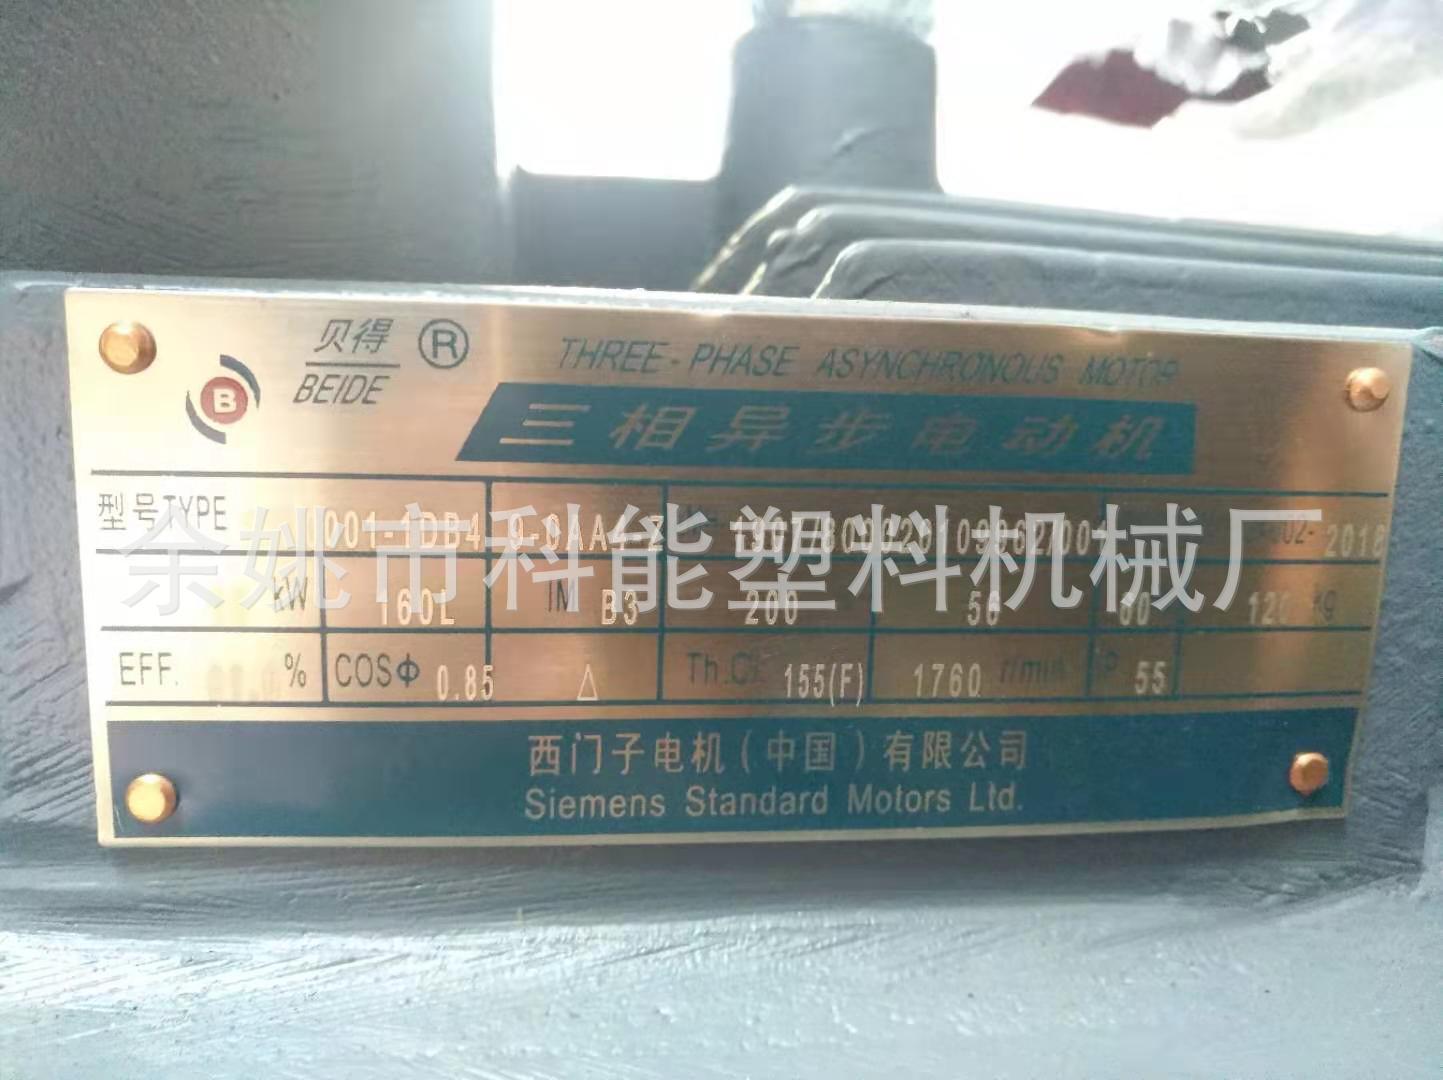 贝得 ®
BEIDE
B
THREE-PHASE ASYNCHRONOUS MOTOR
三相异步电动机
型号TYPE
余姚市科能塑料机械厂
kW 160L IM B3 200 60 kg
EFF. % COSΦ 0.85 △ Th.Cl. 155(F) 1760 r/min IP 55
西门子电机(中国)有限公司
Siemens Standard Motors Ltd.